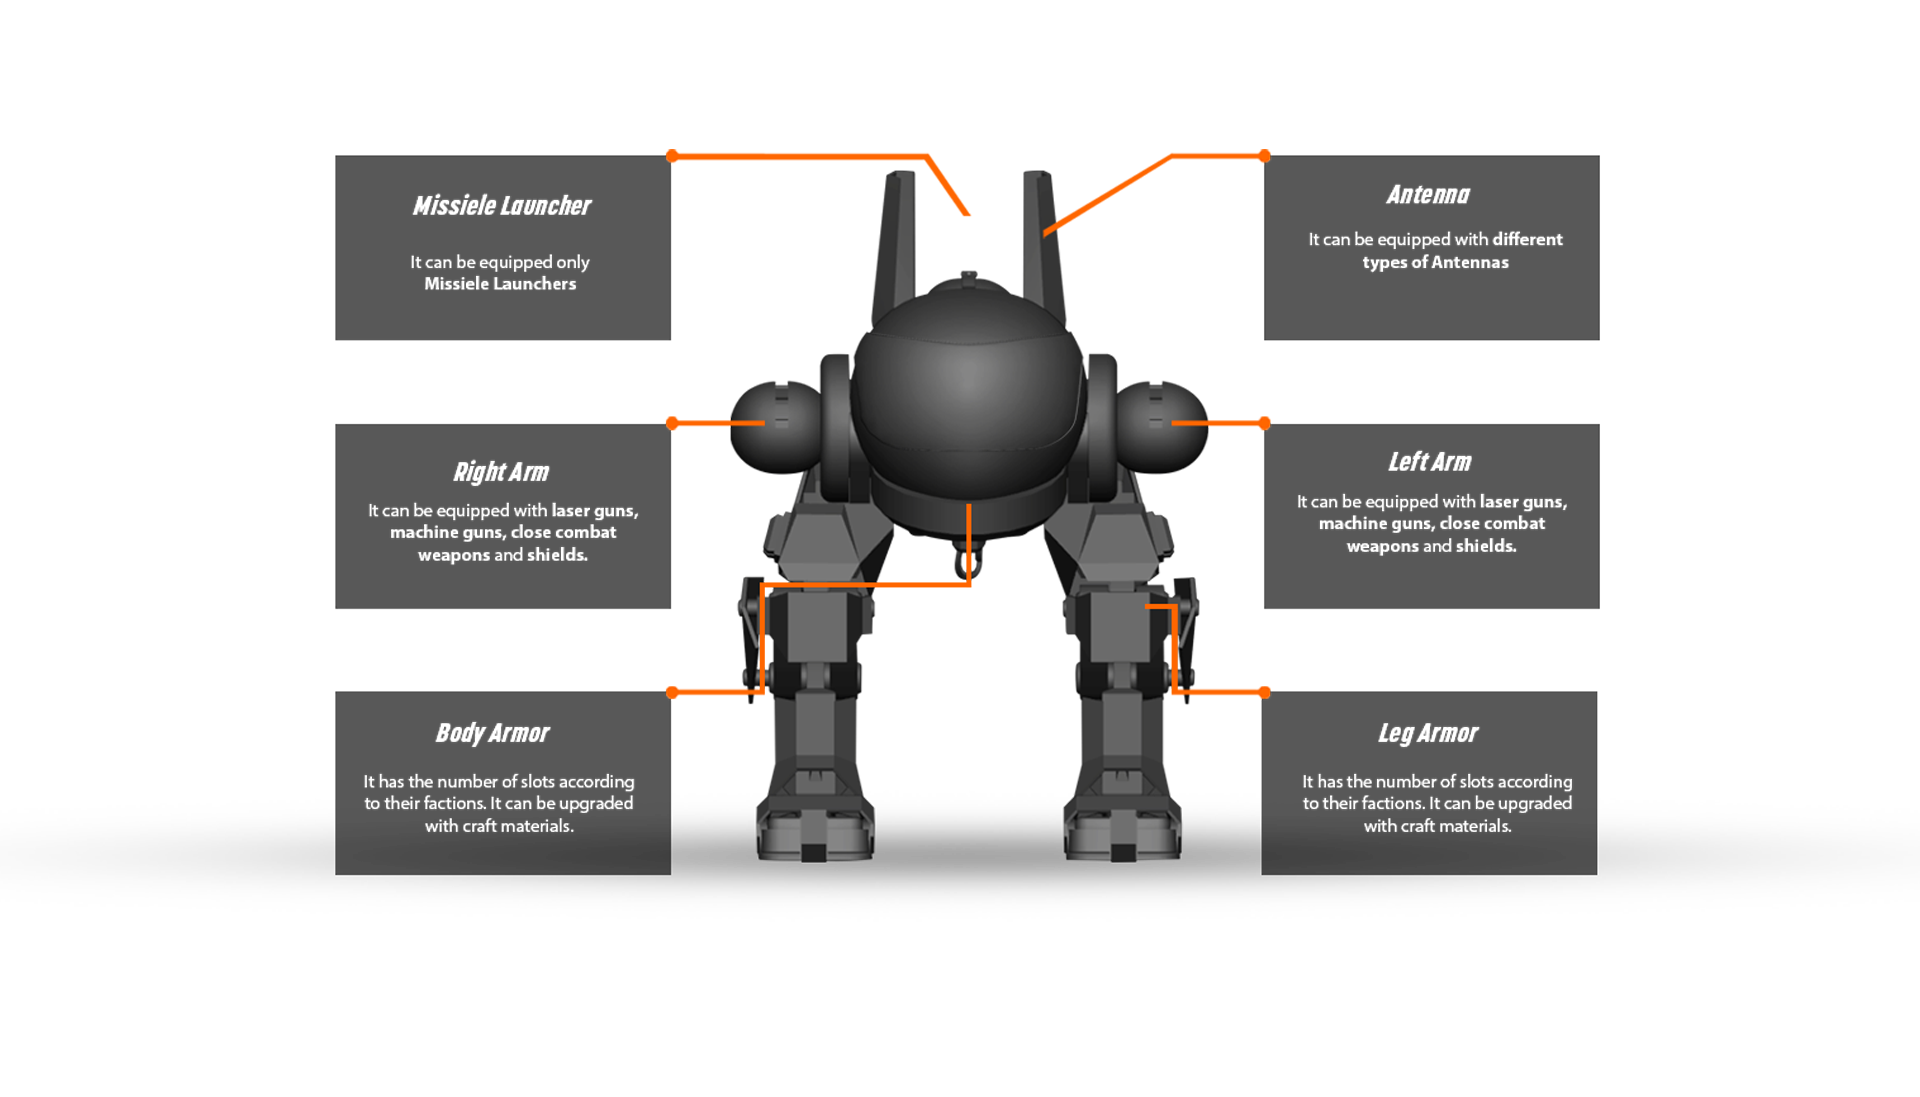 Missiele Launcher
It can be equipped only
Missiele Launchers
Antenna
It can be equipped with different
types of Antennas
Right Arm
It can be equipped with laser guns,
machine guns, close combat
weapons and shields.
Left Arm
It can be equipped with laser guns,
machine guns, close combat
weapons and shields.
Body Armor
It has the number of slots according
to their factions. It can be upgraded
with craft materials.
Leg Armor
It has the number of slots according
to their factions. It can be upgraded
with craft materials.